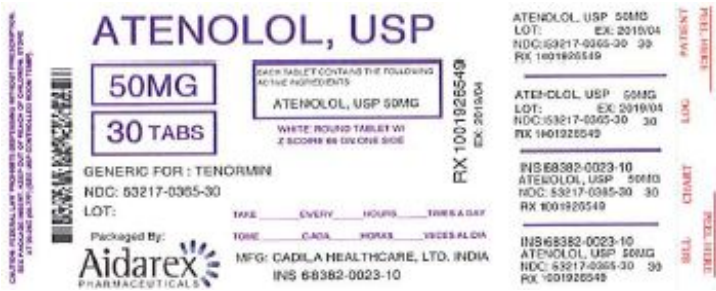 ATENOLOL, USP
50MG
30 TABS
EACH TABLET CONTAINS THE FOLLOWING
ACTIVE INGREDIENTS:
ATENOLOL, USP 50MG
WHITE ROUND TABLET W/
Z SCORE 66 ON ONE SIDE
GENERIC FOR : TENORMIN
NDC: 53217-0365-30
LOT:
TAKE EVERY HOURS TIMES A DAY
TOME CADA HORAS VECES AL DIA
Packaged By:
Aidarex
PHARMACEUTICALS
MFG: CADILA HEALTHCARE, LTD. INDIA
INS 68382-0023-10
RX 1001926549
EX: 2019/04
ATENOLOL, USP 50MG
LOT: EX: 2019/04
NDC: 53217-0365-30 30
RX 1001926549
ATENOLOL, USP 50MG
LOT: EX: 2019/04
NDC: 53217-0365-30 30
RX 1001926549
INS 68382-0023-10
ATENOLOL, USP 50MG
NDC: 53217-0365-30 30
RX 1001926549
INS 68382-0023-10
ATENOLOL, USP 50MG
NDC: 53217-0365-30 30
RX 1001926549
PATIENT
LOG
CHART
BILL
PEEL HERE
PEEL HERE